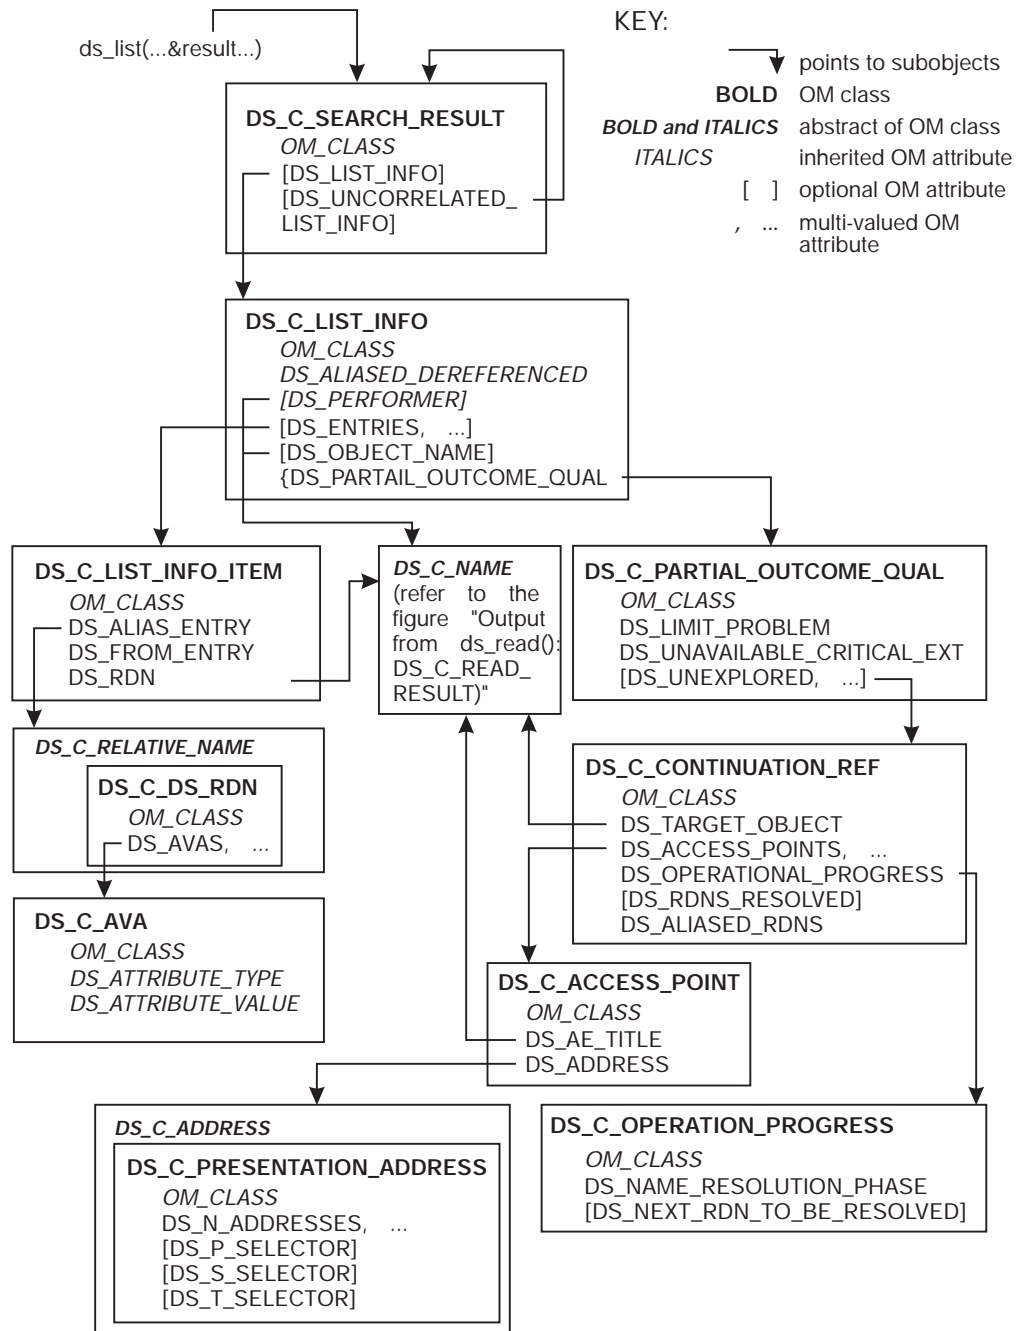 ds_list(...&result...)
KEY:
points to subobjects
BOLD OM class
BOLD and ITALICS abstract of OM class
ITALICS inherited OM attribute
[ ] optional OM attribute
, ... multi-valued OM
attribute
DS_C_SEARCH_RESULT
OM_CLASS
[DS_LIST_INFO]
[DS_UNCORRELATED_
LIST_INFO]
DS_C_LIST_INFO
OM_CLASS
DS_ALIASED_DEREFERENCED
[DS_PERFORMER]
[DS_ENTRIES, ...]
[DS_OBJECT_NAME]
{DS_PARTAIL_OUTCOME_QUAL
DS_C_LIST_INFO_ITEM
OM_CLASS
DS_ALIAS_ENTRY
DS_FROM_ENTRY
DS_RDN
DS_C_NAME
(refer to the
figure "Output
from ds_read():
DS_C_READ_
RESULT)"
DS_C_PARTIAL_OUTCOME_QUAL
OM_CLASS
DS_LIMIT_PROBLEM
DS_UNAVAILABLE_CRITICAL_EXT
[DS_UNEXPLORED, ...]
DS_C_RELATIVE_NAME
DS_C_DS_RDN
OM_CLASS
DS_AVAS, ...
DS_C_CONTINUATION_REF
OM_CLASS
DS_TARGET_OBJECT
DS_ACCESS_POINTS, ...
DS_OPERATIONAL_PROGRESS
[DS_RDNS_RESOLVED]
DS_ALIASED_RDNS
DS_C_AVA
OM_CLASS
DS_ATTRIBUTE_TYPE
DS_ATTRIBUTE_VALUE
DS_C_ACCESS_POINT
OM_CLASS
DS_AE_TITLE
DS_ADDRESS
DS_C_ADDRESS
DS_C_PRESENTATION_ADDRESS
OM_CLASS
DS_N_ADDRESSES, ...
[DS_P_SELECTOR]
[DS_S_SELECTOR]
[DS_T_SELECTOR]
DS_C_OPERATION_PROGRESS
OM_CLASS
DS_NAME_RESOLUTION_PHASE
[DS_NEXT_RDN_TO_BE_RESOLVED]